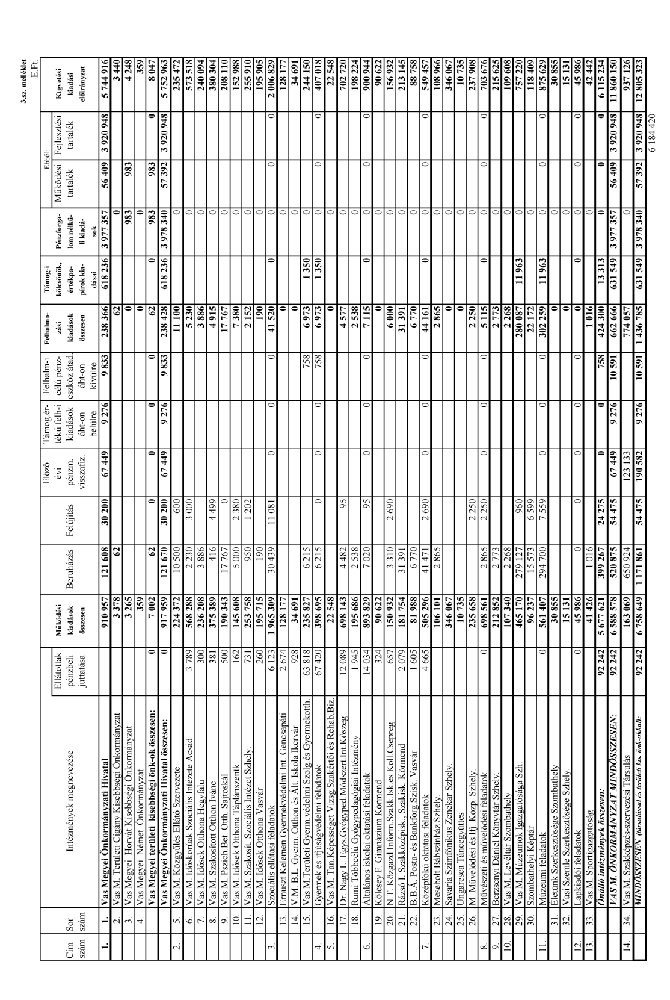 3.sz. melléklet
E.Ft.
Cím szám | Sor szám | Intézmények megnevezése | Ellátottak pénzbeli juttatása | Működési kiadások összesen | Beruházás | Felújítás | Előző évi pénzm. visszafiz. | Támog.ér- tékű felh-i kiadások áht-on belülre | Felhalm-i célú pénz- eszköz átad. áht-on kívülre | Felhalmo- zási kiadások összesen | Támog-i kölcsönök, értékpa- pírok kia- dásai | Pénzforga- lom nélkü- li kiadá- sok | Ebből: Működési tartalék | Fejlesztési tartalék | Ktgvetési kiadási előirányzat
1. 1. Vas Megyei Önkormányzati Hivatal 910 957 121 608 30 200 67 449 9 276 9 833 238 366 618 236 3 977 357 56 409 3 920 948 5 744 916
2. Vas M. Területi Cigány Kisebbségi Önkormányzat 3 378 62 62 0 3 440
3. Vas Megyei Horvát Kisebbségi Önkormányzat 3 265 0 983 983 4 248
4. Vas Megyei Német Önkormányzat 359 0 0 359
Vas Megyei területi kisebbségi önk-ok összesen: 0 7 002 62 0 0 0 0 62 0 983 983 0 8 047
Vas Megyei Önkormányzati Hivatal összesen: 0 917 959 121 670 30 200 67 449 9 276 9 833 238 428 618 236 3 978 340 57 392 3 920 948 5 752 963
2. 5. Vas M. Közgyűlés Ellátó Szervezete 224 372 10 500 600 11 100 0 235 472
6. Vas M. Időskorúak Szociális Intézete Acsád 3 789 568 288 2 230 3 000 5 230 0 573 518
7. Vas M. Idősek Otthona Hegyfalu 300 236 208 3 886 3 886 0 240 094
8. Vas M. Szakosított Otthon Ivánc 381 375 389 416 4 499 4 915 0 380 304
9. Vas M. Pszich.Bet. Otth. Sajtoskál 500 190 343 17 767 0 17 767 0 208 110
10. Vas M. Idősek Otthona Táplánszentk. 162 145 608 5 000 2 380 7 380 0 152 988
11. Vas M. Szakosít. Szociális Intézet Szhely. 731 253 758 950 1 202 2 152 0 255 910
12. Vas M. Idősek Otthona Vasvár 260 195 715 190 190 0 195 905
3. Szociális ellátási feladatok 6 123 1 965 309 30 439 11 081 0 0 0 41 520 0 0 0 0 2 006 829
13. Ernuszt Kelemen Gyermekvédelmi Int. Gencsapáti 2 674 128 177 0 0 128 177
14. V.M. B.L. Gyerm. Otthon és Ált. Iskola Ikervár 928 34 691 0 0 34 691
15. Vas M.Területi Gyerm.védelmi Szolg.és Gyermekotth. 63 818 235 827 6 215 758 6 973 1 350 0 244 150
4. Gyermek és ifjuságvédelmi feladatok 67 420 398 695 6 215 0 0 0 758 6 973 1 350 0 0 0 407 018
5. 16. Vas M. Tan.Képességet Vizsg.Szakértői és Rehab.Biz. 22 548 0 0 22 548
17. Dr. Nagy L. Egys.Gyógyped.Módszert.Int.Kőszeg 12 089 698 143 4 482 95 4 577 0 702 720
18. Rumi Többcélú Gyógypedagógiai Intézmény 1 945 195 686 2 538 2 538 0 198 224
6. Általános iskolai oktatási feladatok 14 034 893 829 7 020 95 0 0 0 7 115 0 0 0 0 900 944
19. Kölcsey F. Gimnázium Körmend 324 90 622 0 0 90 622
20. N.T. Közgazd.Inform.Szakk.Isk.és Koll.Csepreg 657 150 932 3 310 2 690 6 000 0 156 932
21. Rázsó I. Szakközépisk., Szakisk. Körmend 2 079 181 754 31 391 31 391 0 213 145
22. B.B.A. Posta- és Bankforg.Szisk. Vasvár 1 605 81 988 6 770 6 770 0 88 758
7. Középfokú oktatási feladatok 4 665 505 296 41 471 2 690 0 0 0 44 161 0 0 0 0 549 457
23. Mesebolt Bábszínház Szhely. 106 101 2 865 2 865 0 108 966
24. Savaria Szimfónikus Zenekar Szhely. 346 067 0 0 346 067
25. Ungaresca Táncegyüttes 10 735 0 0 10 735
26. M. Művelődési és Ifj. Közp. Szhely. 235 658 2 250 2 250 0 237 908
8. Művészeti és művelődési feladatok 0 698 561 2 865 2 250 0 0 0 5 115 0 0 0 0 703 676
9. 27. Berzsenyi Dániel Könyvtár Szhely. 212 852 2 773 2 773 0 215 625
10. 28. Vas M. Levéltár Szombathely 107 340 2 268 2 268 0 109 608
29. Vas M. Múzeumok Igazgatósága Szh. 465 170 279 127 960 280 087 11 963 0 757 220
30. Szombathelyi Képtár 96 237 15 573 6 599 22 172 0 118 409
11. Múzeumi feladatok 0 561 407 294 700 7 559 0 0 0 302 259 11 963 0 0 0 875 629
31. Életünk Szerkesztősége Szombathely 30 855 0 0 30 855
32. Vasi Szemle Szerkesztősége Szhely. 15 131 0 0 15 131
12. Lapkiadói feladatok 0 45 986 0 0 0 0 0 0 0 0 0 0 45 986
13. 33. Vas M. Sportigazgatóság 41 426 1 016 1 016 0 42 442
Önálló intézmények összesen: 92 242 5 677 621 399 267 24 275 0 0 758 424 300 13 313 0 0 0 6 115 234
VAS M. ÖNKORMÁNYZAT MINDÖSSZESEN: 92 242 6 588 578 520 875 54 475 67 449 9 276 10 591 662 666 631 549 3 977 357 56 409 3 920 948 11 860 150
14. 34. Vas M. Szakképzés-szervezési Társulás 163 069 650 924 123 133 774 057 0 937 126
MINDÖSSZESEN (társulással és területi kis. önk-okkal): 92 242 6 758 649 1 171 861 54 475 190 582 9 276 10 591 1 436 785 631 549 3 978 340 57 392 3 920 948 12 805 323
6 184 420